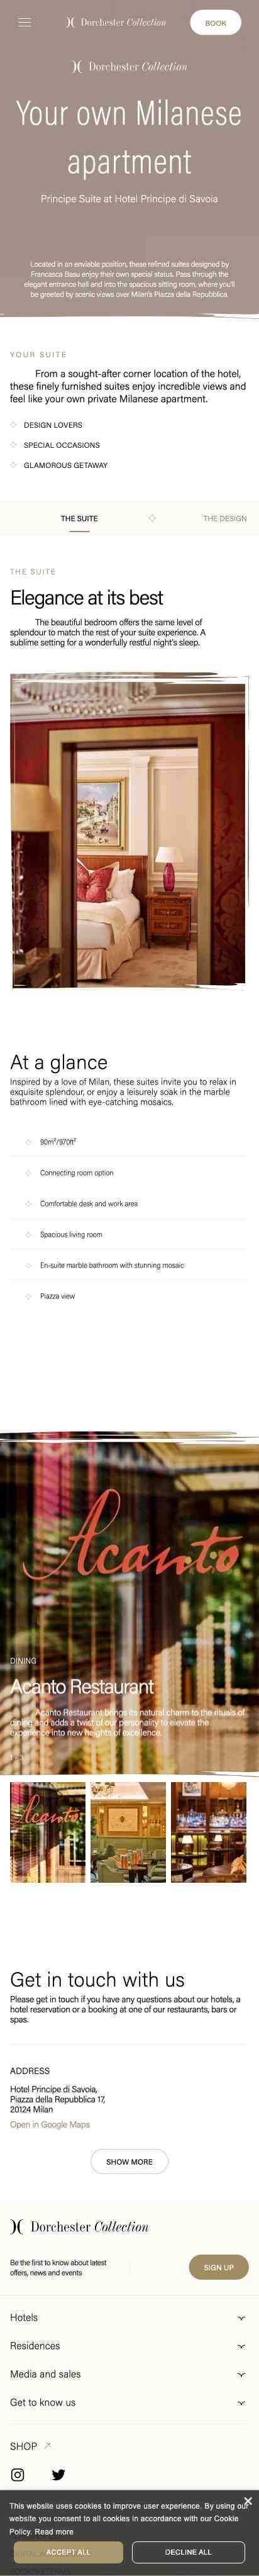 Dorchester Collection
BOOK
Dorchester Collection
Your own Milanese
apartment
Principe Suite at Hotel Principe di Savoia
Located in an enviable position, these refined suites designed by
Francasca Basu enjoy their own special status. Pass through the
elegant entrance hall and into the spacious sitting room, where you'll
be greeted by scenic views over Milan's Piazza della Repubblica.
YOUR SUITE
From a sought-after corner location of the hotel,
these finely furnished suites enjoy incredible views and
feel like your own private Milanese apartment.
DESIGN LOVERS
SPECIAL OCCASIONS
GLAMOROUS GETAWAY
THE SUITE
THE DESIGN
THE SUITE
Elegance at its best
The beautiful bedroom offers the same level of
splendour to match the rest of your suite experience. A
sublime setting for a wonderfully restful night's sleep.
At a glance
Inspired by a love of Milan, these suites invite you to relax in
exquisite splendour, or enjoy a leisurely soak in the marble
bathroom lined with eye-catching mosaics.
90m²/970ft²
Connecting room option
Comfortable desk and work area
Spacious living room
En-suite marble bathroom with stunning mosaic
Piazza view
Acanto
DINING
Acanto Restaurant
Acanto Restaurant brings its natural charm to the rituals of
dining and adds a twist of our personality to elevate the
experience into new heights of excellence.
Acanto
Get in touch with us
Please get in touch if you have any questions about our hotels, a
hotel reservation or a booking at one of our restaurants, bars or
spas.
ADDRESS
Hotel Principe di Savoia,
Piazza della Repubblica 17,
20124 Milan
Open in Google Maps
SHOW MORE
Dorchester Collection
Be the first to know about latest
offers, news and events
SIGN UP
Hotels
Residences
Media and sales
Get to know us
SHOP
This website uses cookies to improve user experience. By using our
website you consent to all cookies in accordance with our Cookie
Policy. Read more
ACCEPT ALL
DECLINE ALL